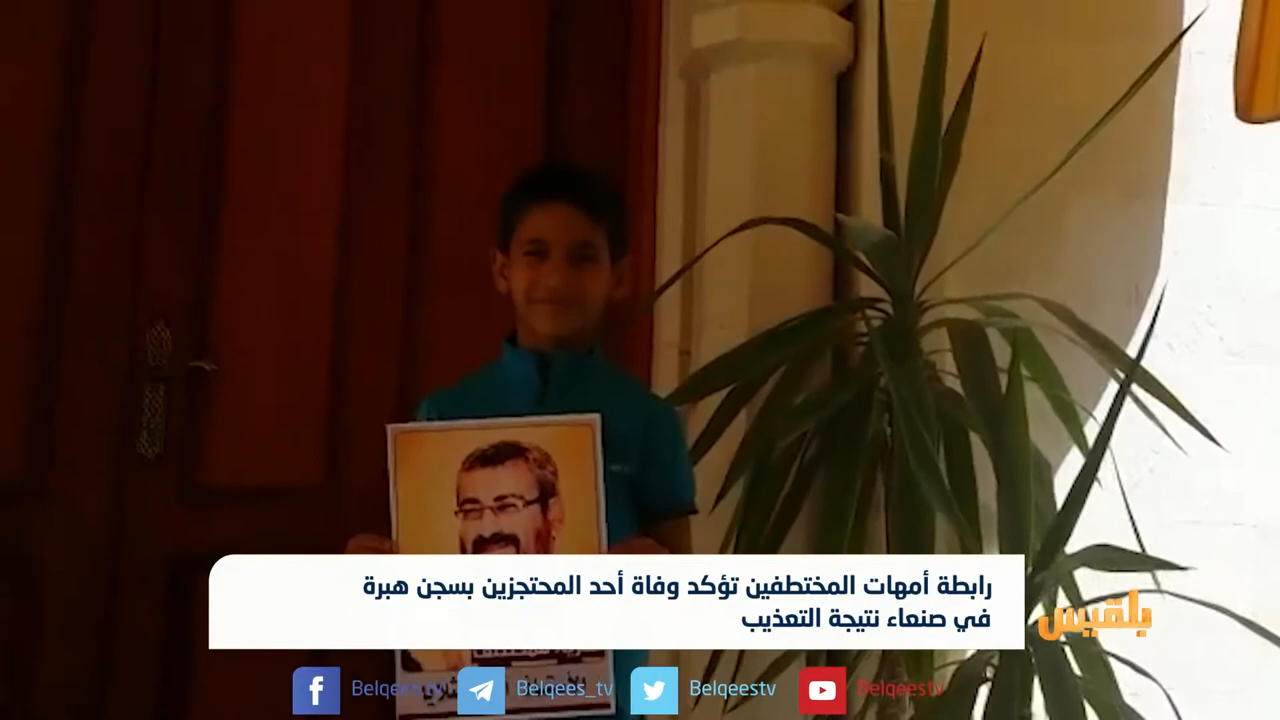 رابطة أمهات المختطفين تؤكد وفاة أحد المحتجزين بسجن هبرة
في صنعاء نتيجة التعذيب
بلقيس
Belqees_tv
Belqees_tv
Belqeestv
Belqeestv